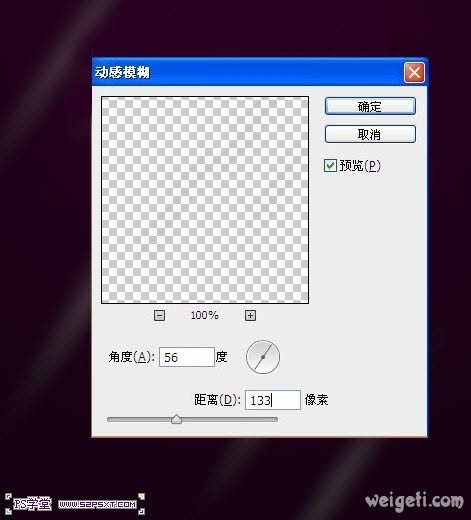 动感模糊
确定
取消
预览(P)
100%
角度(A): 56 度
距离(D): 133 像素
PS学堂 www.52psxt.com
weigeti.com